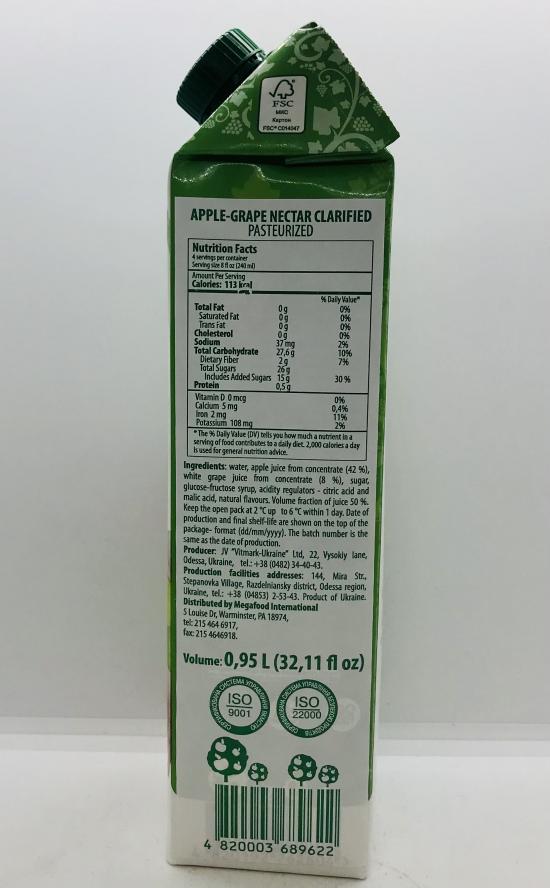 FSC
МИКС
Картон
FSC® C014047
APPLE-GRAPE NECTAR CLARIFIED
PASTEURIZED
Nutrition Facts
4 servings per container
Serving size 8 fl oz (240 ml)
Amount Per Serving
Calories: 113 kcal
% Daily Value*
Total Fat 0 g 0%
Saturated Fat 0 g 0%
Trans Fat 0 g 0%
Cholesterol 0 g 0%
Sodium 37 mg 2%
Total Carbohydrate 27,6 g 10%
Dietary Fiber 2 g 7%
Total Sugars 26 g
Includes Added Sugars 15 g 30 %
Protein 0,5 g
Vitamin D 0 mcg 0%
Calcium 5 mg 0,4%
Iron 2 mg 11%
Potassium 108 mg 2%
*The % Daily Value (DV) tells you how much a nutrient in a
serving of food contributes to a daily diet. 2,000 calories a day
is used for general nutrition advice.
Ingredients: water, apple juice from concentrate (42 %),
white grape juice from concentrate (8 %), sugar,
glucose-fructose syrup, acidity regulators - citric acid and
malic acid, natural flavours. Volume fraction of juice 50 %.
Keep the open pack at 2 °C up to 6 °C within 1 day. Date of
production and final shelf-life are shown on the top of the
package- format (dd/mm/yyyy). The batch number is the
same as the date of production.
Producer: JV "Vitmark-Ukraine" Ltd, 22, Vysokiy lane,
Odessa, Ukraine, tel.: +38 (0482) 34-40-43.
Production facilities addresses: 144, Mira Str.,
Stepanovka Village, Razdelniansky district, Odessa region,
Ukraine, tel.: +38 (04853) 2-53-43. Product of Ukraine.
Distributed by Megafood International
5 Louise Dr, Warminster, PA 18974,
tel: 215 464 6917,
fax: 215 4646918.
Volume: 0,95 L (32,11 fl oz)
ISO
9001
ISO
22000
4 820003 689622